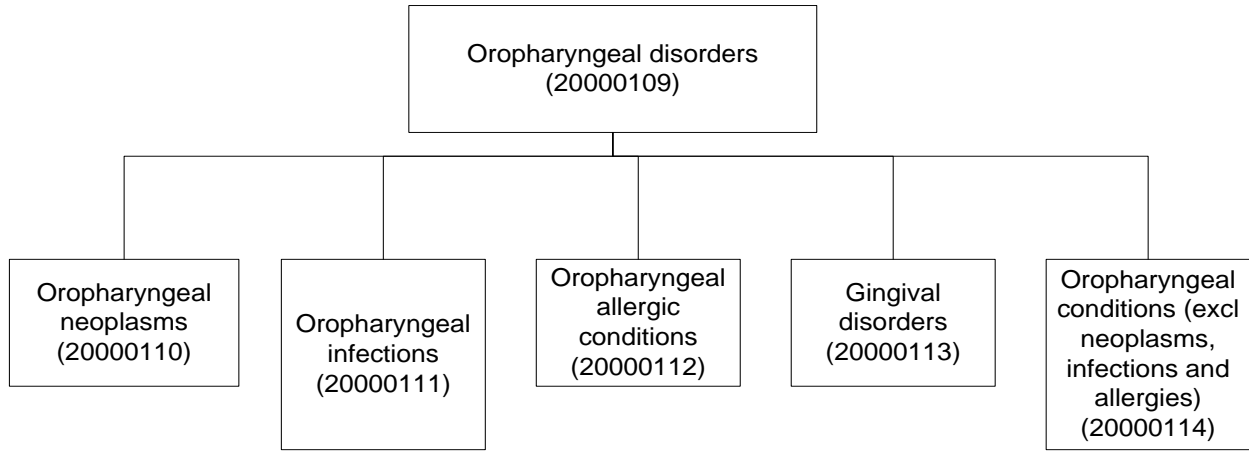 Oropharyngeal disorders
(20000109)
Oropharyngeal
neoplasms
(20000110)
Oropharyngeal
infections
(20000111)
Oropharyngeal
allergic
conditions
(20000112)
Gingival
disorders
(20000113)
Oropharyngeal
conditions (excl
neoplasms,
infections and
allergies)
(20000114)